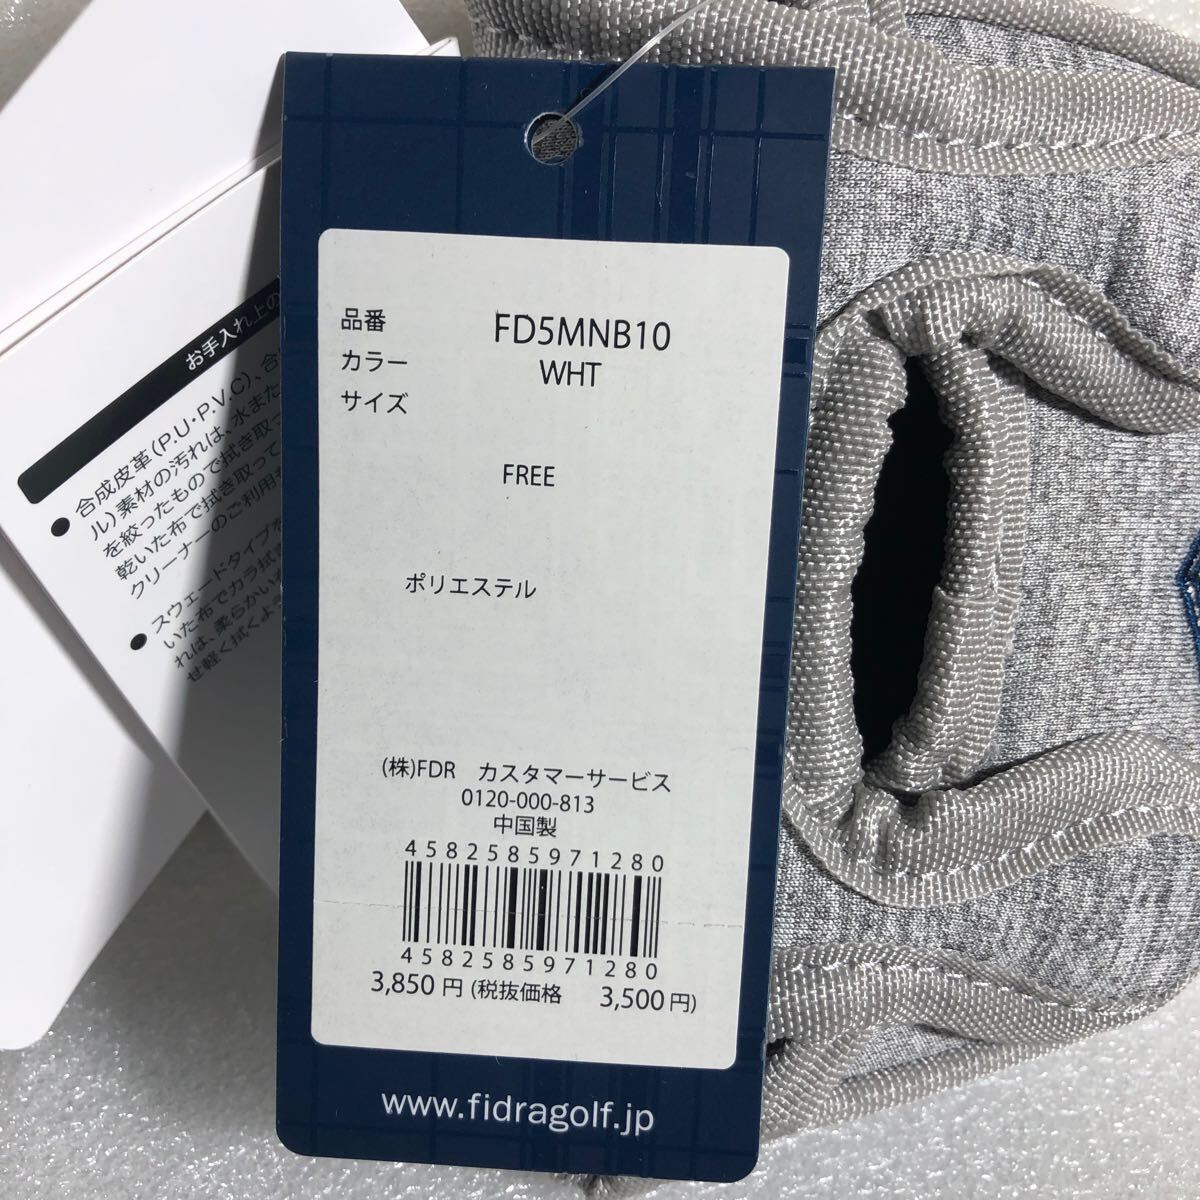 品番 FD5MNB10
カラー WHT
サイズ
FREE
ポリエステル
(株)FDR カスタマーサービス
0120-000-813
中国製
4582585971280
4582585971280
3,850 円 (税抜価格 3,500 円)
www.fidragolf.jp
お手入れ上の
● 合成皮革(P.U・P.V.C)、合
ル)素材の汚れは、水また
を絞ったもので拭き取っ
乾いた布で拭き取って
クリーナーのご利用
● スウェードタイプ
いた布でカラ拭き
れは、柔らかい
せ軽く拭くよ